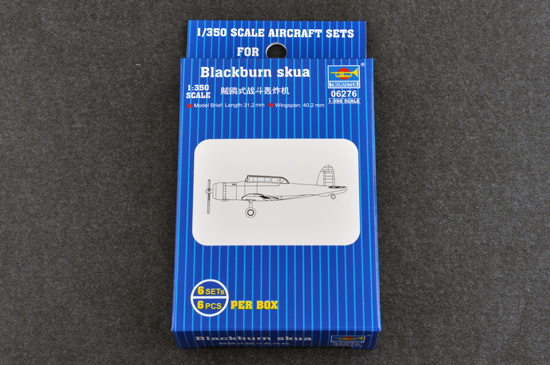 1/350 SCALE AIRCRAFT SETS
FOR
Blackburn skua
1:350
SCALE
贼鸥式战斗轰炸机
Model Brief: Length:31.2 mm Wingspan: 40.2 mm
06276
1:350 SCALE
6 SETs
6 PCS
PER BOX
Blackburn skua